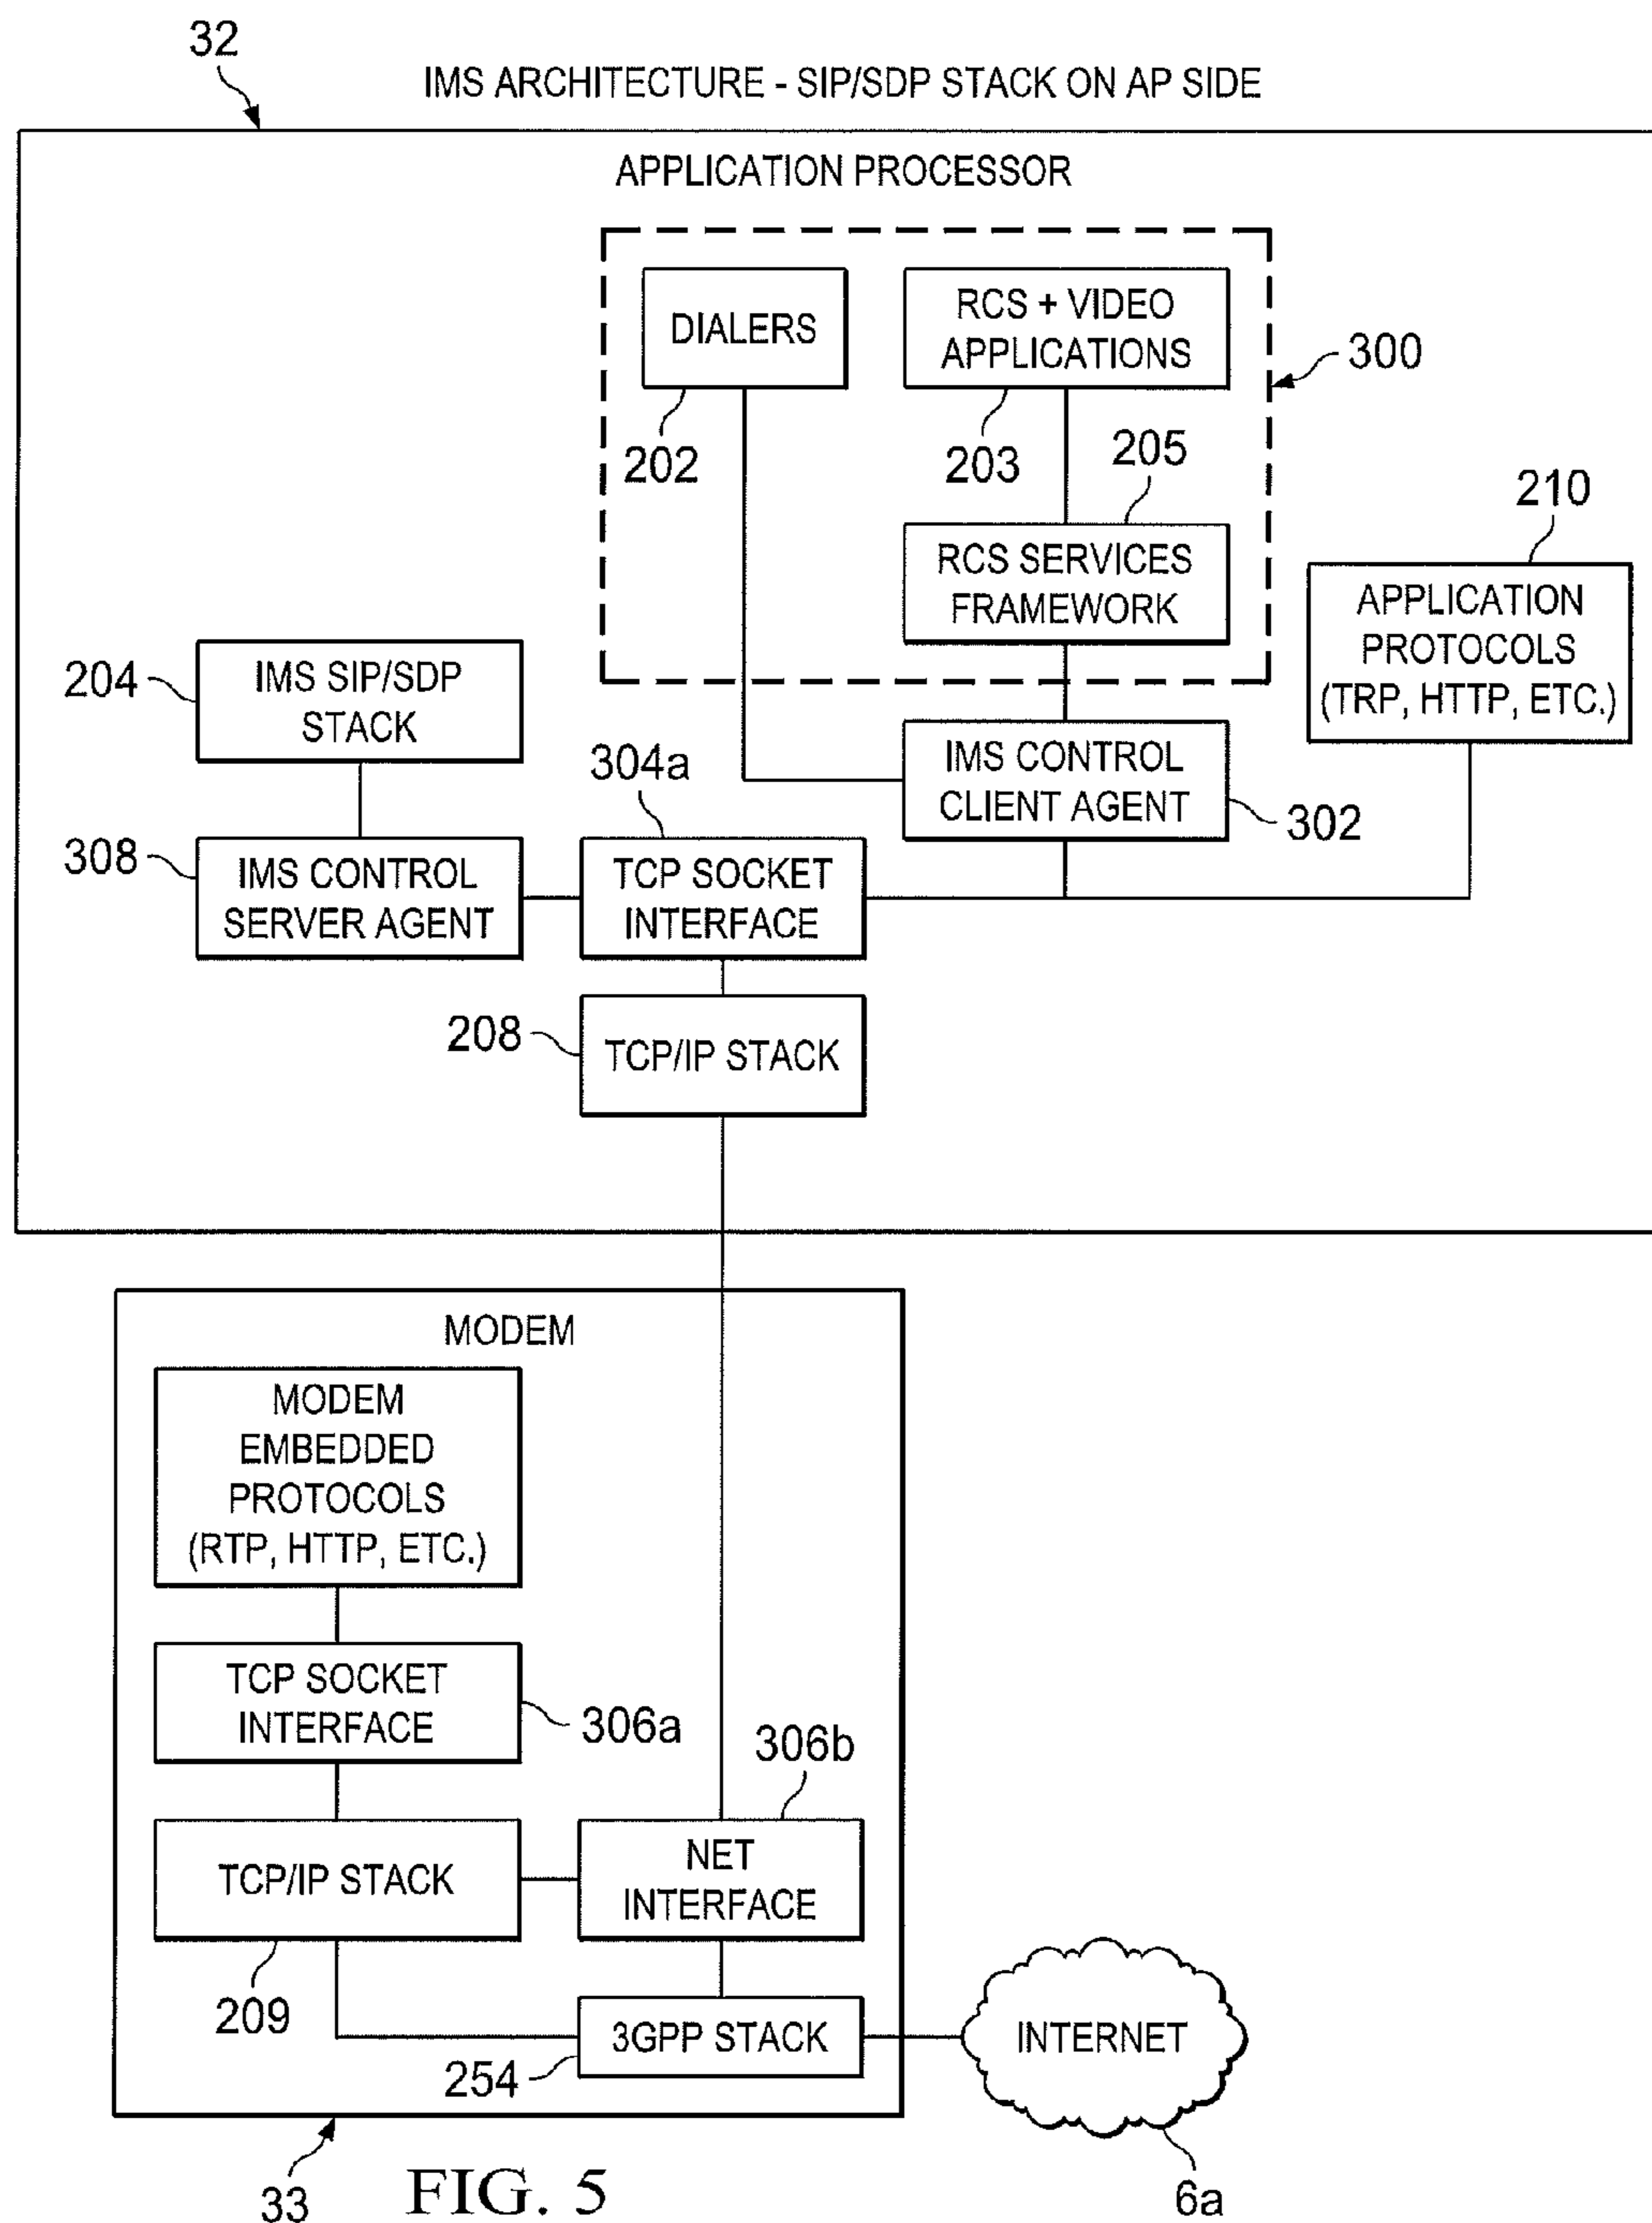 32
IMS ARCHITECTURE - SIP/SDP STACK ON AP SIDE
APPLICATION PROCESSOR
DIALERS
202
RCS + VIDEO
APPLICATIONS
203
300
205
RCS SERVICES
FRAMEWORK
210
APPLICATION
PROTOCOLS
(TRP, HTTP, ETC.)
204
IMS SIP/SDP
STACK
304a
IMS CONTROL
CLIENT AGENT
302
308
IMS CONTROL
SERVER AGENT
TCP SOCKET
INTERFACE
208
TCP/IP STACK
MODEM
MODEM
EMBEDDED
PROTOCOLS
(RTP, HTTP, ETC.)
TCP SOCKET
INTERFACE
306a
306b
TCP/IP STACK
NET
INTERFACE
209
3GPP STACK
254
INTERNET
33
FIG. 5
6a